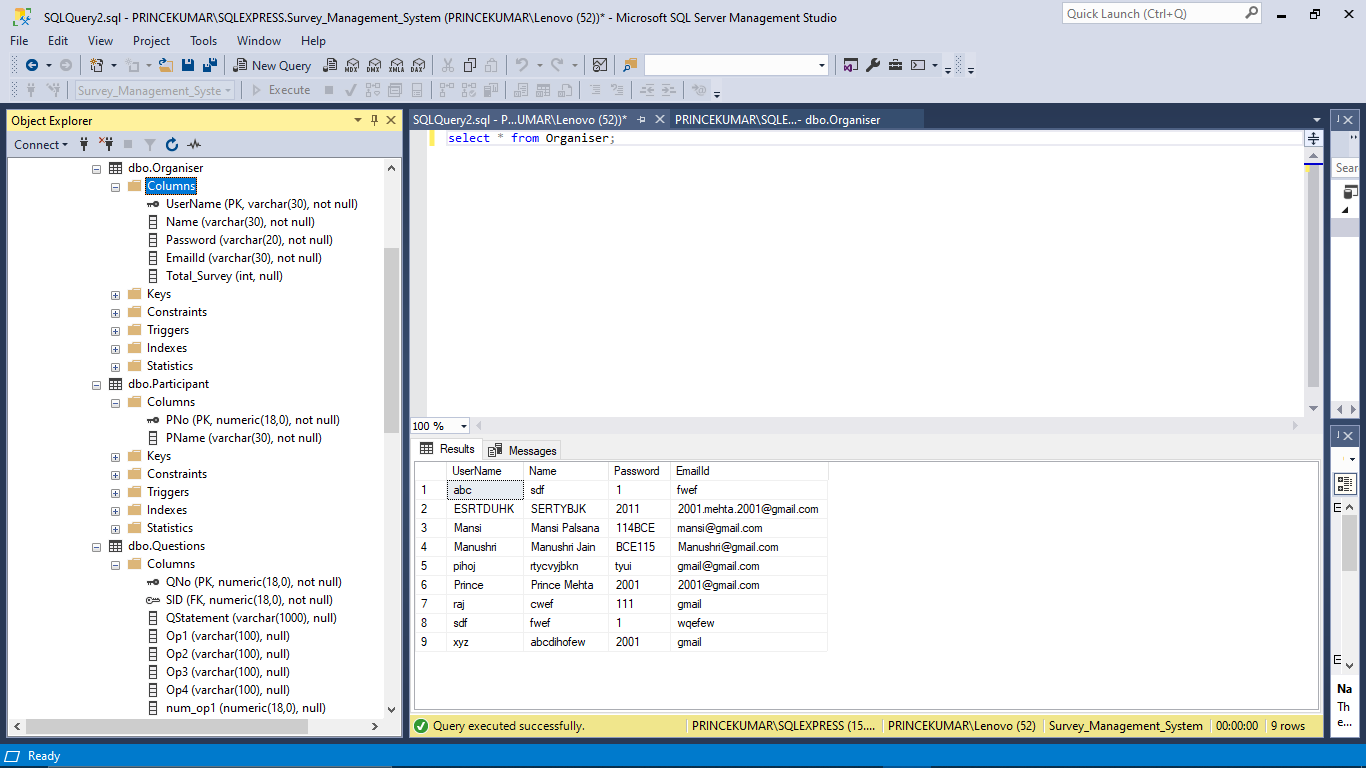 SQLQuery2.sql - PRINCEKUMAR\SQLEXPRESS.Survey_Management_System (PRINCEKUMAR\Lenovo (52))* - Microsoft SQL Server Management Studio
Quick Launch (Ctrl+Q)
File Edit View Project Tools Window Help
New Query
MDX DMX XMLA DAX
Survey_Management_Syste Execute
Object Explorer
Connect
dbo.Organiser
Columns
UserName (PK, varchar(30), not null)
Name (varchar(30), not null)
Password (varchar(20), not null)
EmailId (varchar(30), not null)
Total_Survey (int, null)
Keys
Constraints
Triggers
Indexes
Statistics
dbo.Participant
Columns
PNo (PK, numeric(18,0), not null)
PName (varchar(30), not null)
Keys
Constraints
Triggers
Indexes
Statistics
dbo.Questions
Columns
QNo (PK, numeric(18,0), not null)
SID (FK, numeric(18,0), not null)
QStatement (varchar(1000), null)
Op1 (varchar(100), null)
Op2 (varchar(100), null)
Op3 (varchar(100), null)
Op4 (varchar(100), null)
num_op1 (numeric(18,0), null)
SQLQuery2.sql - P...UMAR\Lenovo (52))* PRINCEKUMAR\SQLE...- dbo.Organiser
select * from Organiser;
100 %
Results Messages
UserName Name Password EmailId
1 abc sdf 1 fwef
2 ESRTDUHK SERTYBJK 2011 2001.mehta.2001@gmail.com
3 Mansi Mansi Palsana 114BCE mansi@gmail.com
4 Manushri Manushri Jain BCE115 Manushri@gmail.com
5 pihoj rtycvyjbkn tyui gmail@gmail.com
6 Prince Prince Mehta 2001 2001@gmail.com
7 raj cwef 111 gmail
8 sdf fwef 1 wqefew
9 xyz abcdihofew 2001 gmail
Query executed successfully. PRINCEKUMAR\SQLEXPRESS (15.... PRINCEKUMAR\Lenovo (52) Survey_Management_System 00:00:00 9 rows
Sear
Na
Th
e...
Ready